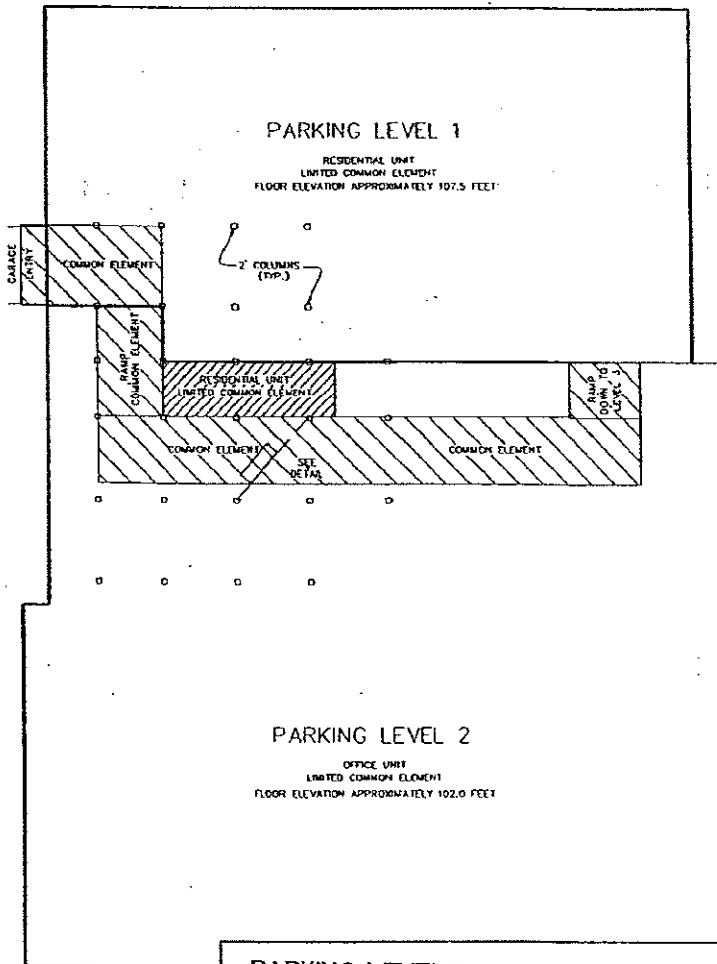 PARKING LEVEL 1
RESIDENTIAL UNIT
LIMITED COMMON ELEMENT
FLOOR ELEVATION APPROXIMATELY 107.5 FEET
GARAGE
ENTRY
COMMON ELEMENT
2' COLUMNS
(TYP.)
RAMP
COMMON ELEMENT
RESIDENTIAL UNIT
LIMITED COMMON ELEMENT
RAMP
DOWN TO
LEVEL 3
COMMON ELEMENT
SEE
DETAIL
COMMON ELEMENT
PARKING LEVEL 2
OFFICE UNIT
LIMITED COMMON ELEMENT
FLOOR ELEVATION APPROXIMATELY 102.0 FEET